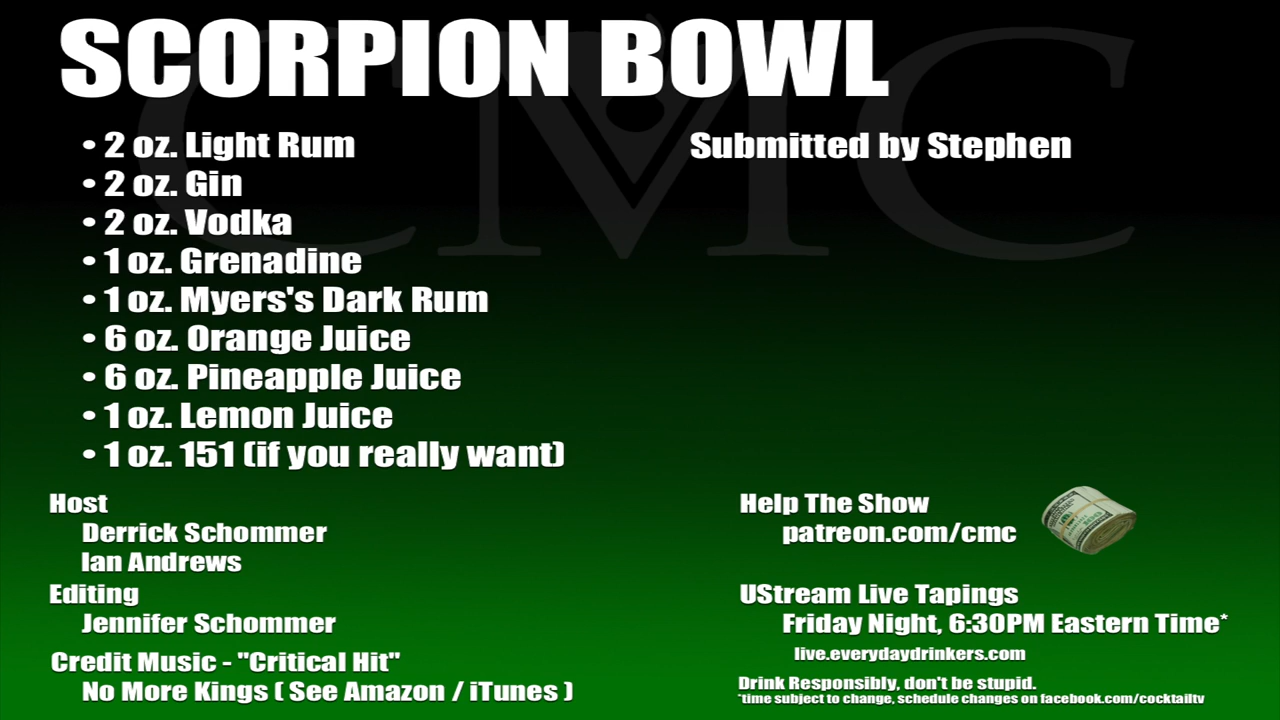 SCORPION BOWL
• 2 oz. Light Rum
• 2 oz. Gin
• 2 oz. Vodka
• 1 oz. Grenadine
• 1 oz. Myers's Dark Rum
• 6 oz. Orange Juice
• 6 oz. Pineapple Juice
• 1 oz. Lemon Juice
• 1 oz. 151 (if you really want)
Submitted by Stephen
CMC
Host
Derrick Schommer
Ian Andrews
Editing
Jennifer Schommer
Credit Music - "Critical Hit"
No More Kings ( See Amazon / iTunes )
Help The Show
patreon.com/cmc
UStream Live Tapings
Friday Night, 6:30PM Eastern Time*
live.everydaydrinkers.com
Drink Responsibly, don't be stupid.
*time subject to change, schedule changes on facebook.com/cocktailtv